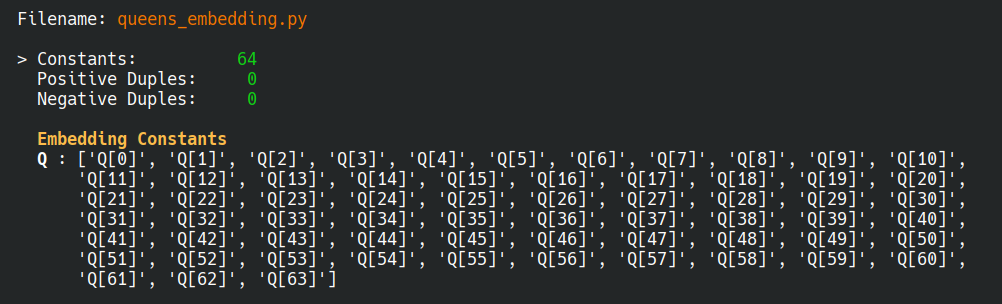 Filename: queens_embedding.py
> Constants: 64
Positive Duples: 0
Negative Duples: 0
Embedding Constants
Q : ['Q[0]', 'Q[1]', 'Q[2]', 'Q[3]', 'Q[4]', 'Q[5]', 'Q[6]', 'Q[7]', 'Q[8]', 'Q[9]', 'Q[10]',
'Q[11]', 'Q[12]', 'Q[13]', 'Q[14]', 'Q[15]', 'Q[16]', 'Q[17]', 'Q[18]', 'Q[19]', 'Q[20]',
'Q[21]', 'Q[22]', 'Q[23]', 'Q[24]', 'Q[25]', 'Q[26]', 'Q[27]', 'Q[28]', 'Q[29]', 'Q[30]',
'Q[31]', 'Q[32]', 'Q[33]', 'Q[34]', 'Q[35]', 'Q[36]', 'Q[37]', 'Q[38]', 'Q[39]', 'Q[40]',
'Q[41]', 'Q[42]', 'Q[43]', 'Q[44]', 'Q[45]', 'Q[46]', 'Q[47]', 'Q[48]', 'Q[49]', 'Q[50]',
'Q[51]', 'Q[52]', 'Q[53]', 'Q[54]', 'Q[55]', 'Q[56]', 'Q[57]', 'Q[58]', 'Q[59]', 'Q[60]',
'Q[61]', 'Q[62]', 'Q[63]']